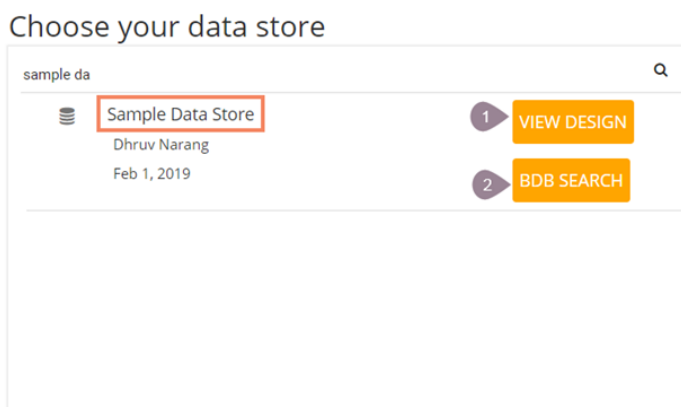 Choose your data store
sample da
Sample Data Store
1
VIEW DESIGN
Dhruv Narang
Feb 1, 2019
2
BDB SEARCH